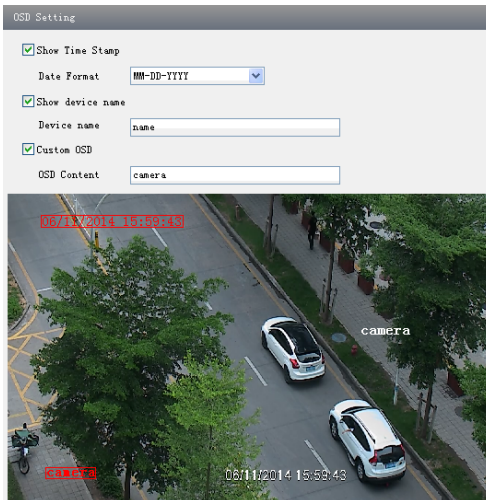 OSD Setting
Show Time Stamp
Date Format MM-DD-YYYY
Show device name
Device name name
Custom OSD
OSD Content camera
06/11/2014 15:59:43
camera
camera
06/11/2014 15:59:43